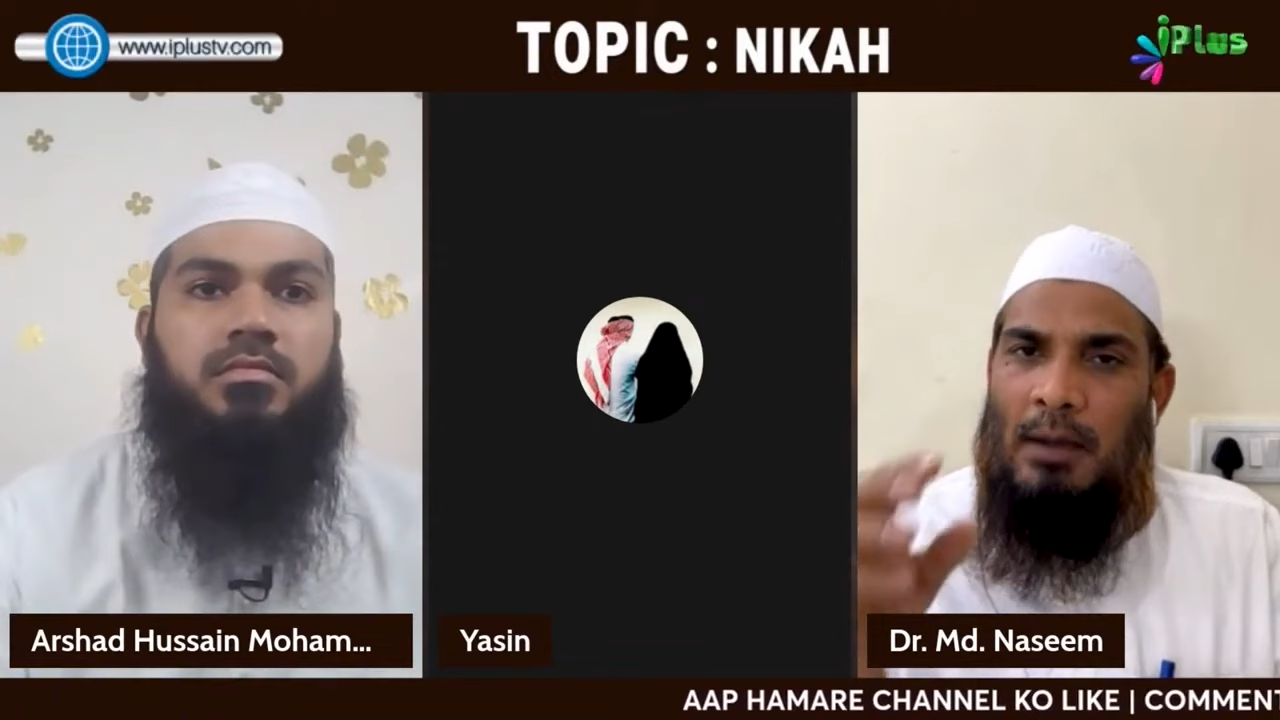 www.iplustv.com
TOPIC : NIKAH
iPlus
Arshad Hussain Moham...
Yasin
Dr. Md. Naseem
AAP HAMARE CHANNEL KO LIKE | COMMENT